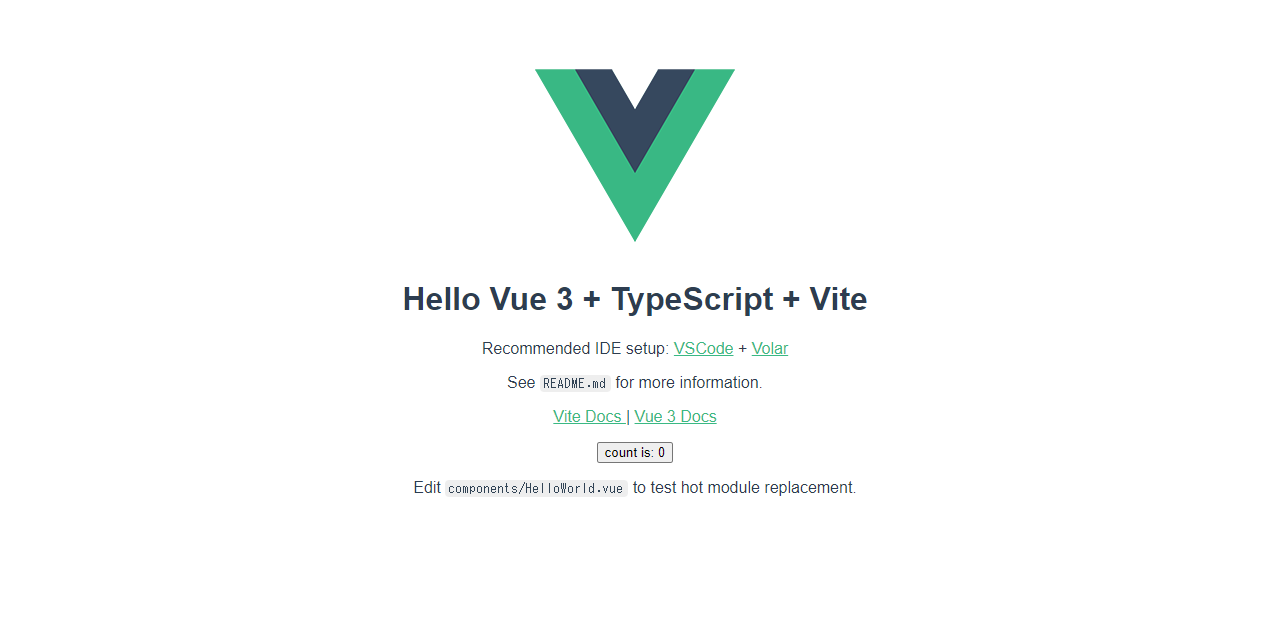 Hello Vue 3 + TypeScript + Vite
Recommended IDE setup: VSCode + Volar
See README.md for more information.
Vite Docs | Vue 3 Docs
count is: 0
Edit components/HelloWorld.vue to test hot module replacement.